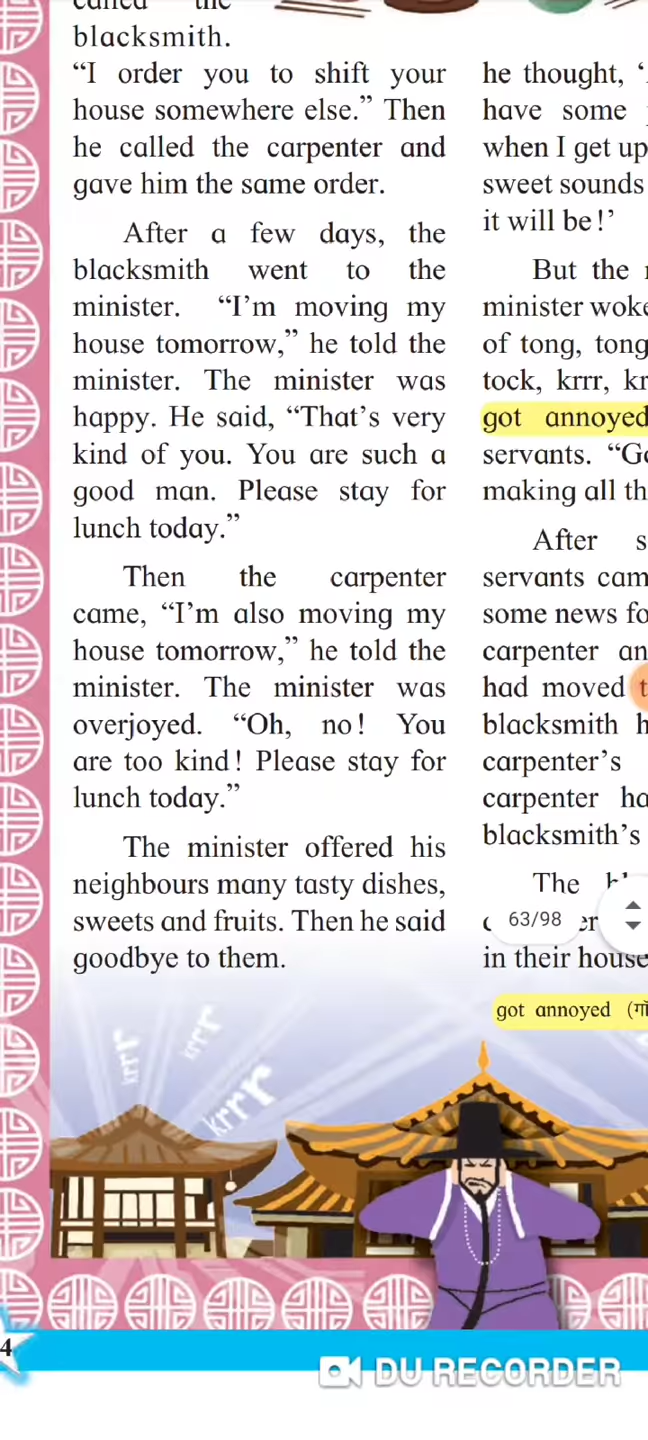 called the
blacksmith.
“I order you to shift your
house somewhere else.” Then
he called the carpenter and
gave him the same order.
After a few days, the
blacksmith went to the
minister. “I’m moving my
house tomorrow,” he told the
minister. The minister was
happy. He said, “That’s very
kind of you. You are such a
good man. Please stay for
lunch today.”
Then the carpenter
came, “I’m also moving my
house tomorrow,” he told the
minister. The minister was
overjoyed. “Oh, no! You
are too kind! Please stay for
lunch today.”
The minister offered his
neighbours many tasty dishes,
sweets and fruits. Then he said
goodbye to them.
he thought, ‘
have some
when I get up
sweet sounds
it will be!’
But the
minister woke
of tong, tong
tock, krrr,
got annoyed
servants.
making all
After
servants
some news
carpenter
had moved
blacksmith
carpenter’s
carpenter
blacksmith’s
The
63/98
in their house
got annoyed
krrr
krrr
krrr
4
DU RECORDER